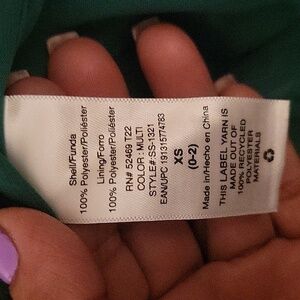 Shell/Funda
100% Polyester/Poliéster
Lining/Forro
100% Polyester/Poliéster
RN# 52469 T22
COLOR : MULTI
STYLE# SS-1321
EAN/UPC 191315774783
XS
(0-2)
Made in/Hecho en China
THIS LABEL YARN IS
MADE OUT OF
100% RECYCLED
POLYESTER
MATERIALS